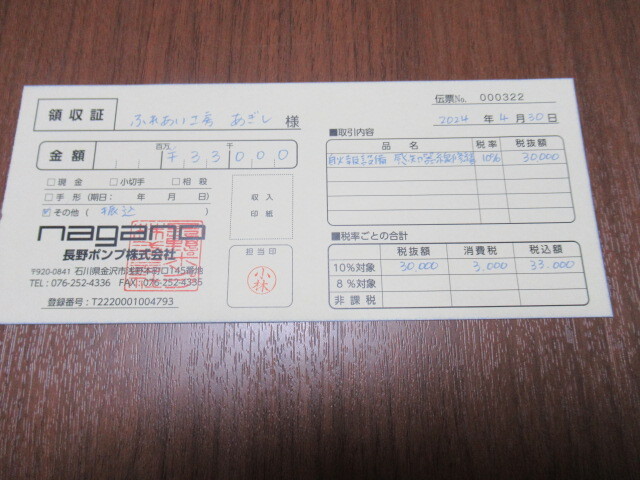 領収証
ふれあい工房 あぎし 様
伝票No. 000322
2024 年 4 月 30 日
金額
百万 千
¥33000
■取引内容
品名 税率 税抜額
感知器 10% 30,000
□現金 □小切手 □相殺
□手形(期日: 年 月 日)
☑その他( 振込 )
収入
印紙
nagano
長野ポンプ株式会社
〒920-0841 石川県金沢市浅野本町ロ145番地
TEL:076-252-4336 FAX:076-252-4335
登録番号:T2220001004793
担当印
小林
■税率ごとの合計
税抜額 消費税 税込額
10%対象 30,000 3,000 33,000
8%対象
非課税